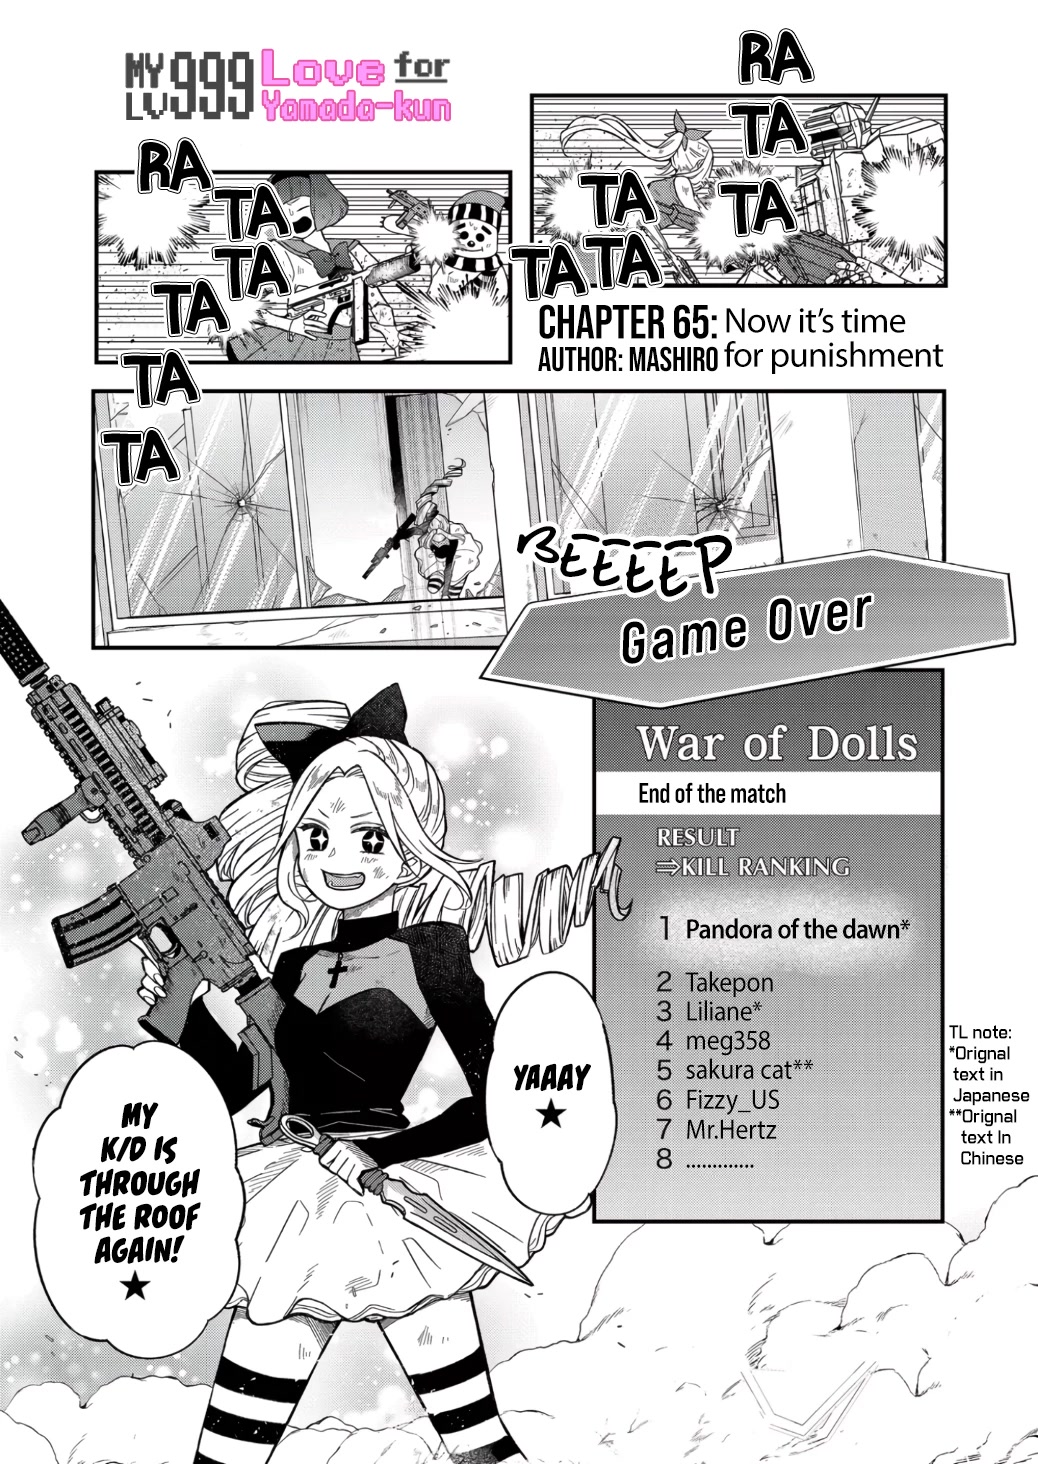 MY LV999 Love for Yamada-kun
RA
TA
TA
TA
TA
TA
RA
TA
TA
TA
TA
TA
TA
CHAPTER 65: Now it's time
AUTHOR: MASHIRO for punishment
BEEEEEP
Game Over
War of Dolls
End of the match
RESULT
⇒KILL RANKING
1 Pandora of the dawn*
2 Takepon
3 Liliane*
4 meg358
5 sakura cat**
6 Fizzy_US
7 Mr.Hertz
8 .............
TL note:
*Orignal
text in
Japanese
**Orignal
text In
Chinese
YAAAY
★
MY
K/D IS
THROUGH
THE ROOF
AGAIN!
★